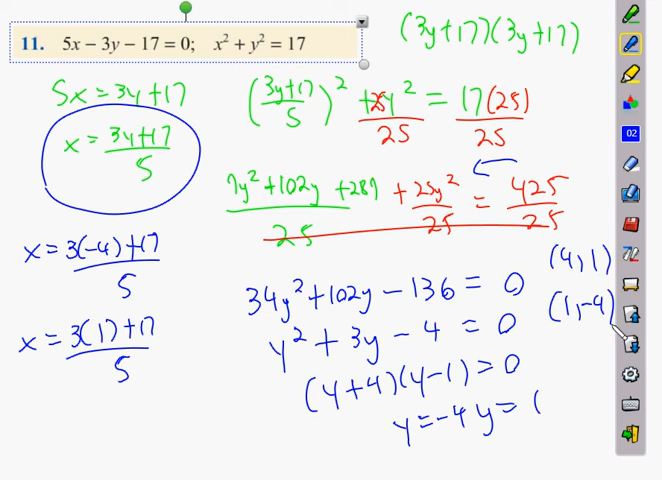 (3y+17)(3y+17)
11. 5x − 3y − 17 = 0; x² + y² = 17
5x = 3y+17
x = 3y+17/5
(3y+17/5)² + 25y²/25 = 17(25)/25
9y²+102y+289/25 + 25y²/25 = 425/25
x = 3(-4)+17/5
x = 3(1)+17/5
34y²+102y − 136 = 0
y² + 3y − 4 = 0
(y+4)(y−1) = 0
y = −4 y = 1
(4,1)
(1,-4)
02